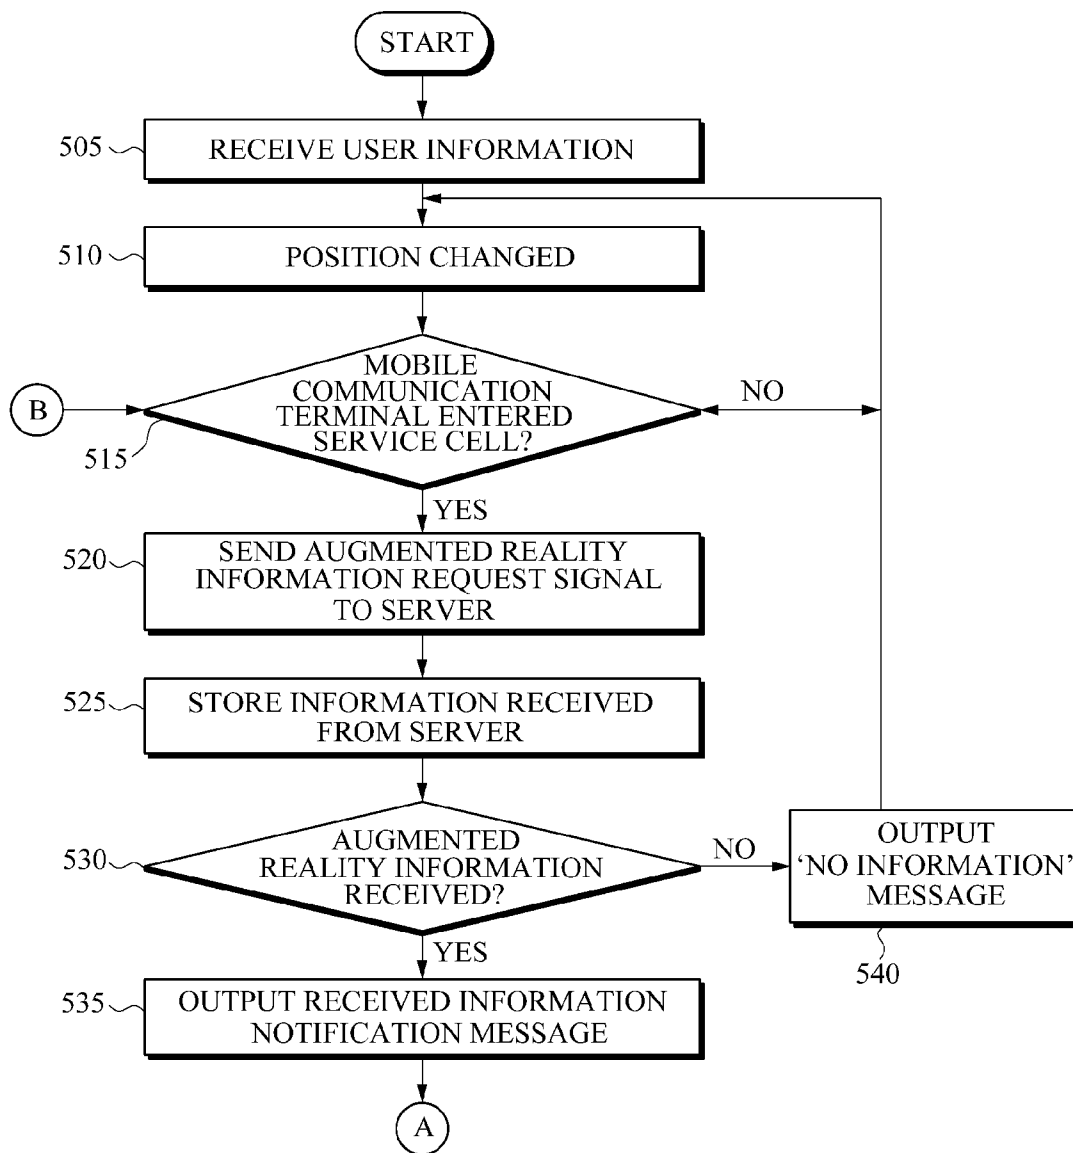 START
505
RECEIVE USER INFORMATION
510
POSITION CHANGED
B
515
MOBILE
COMMUNICATION
TERMINAL ENTERED
SERVICE CELL?
NO
YES
520
SEND AUGMENTED REALITY
INFORMATION REQUEST SIGNAL
TO SERVER
525
STORE INFORMATION RECEIVED
FROM SERVER
530
AUGMENTED
REALITY INFORMATION
RECEIVED?
NO
OUTPUT
‘NO INFORMATION’
MESSAGE
540
YES
535
OUTPUT RECEIVED INFORMATION
NOTIFICATION MESSAGE
A